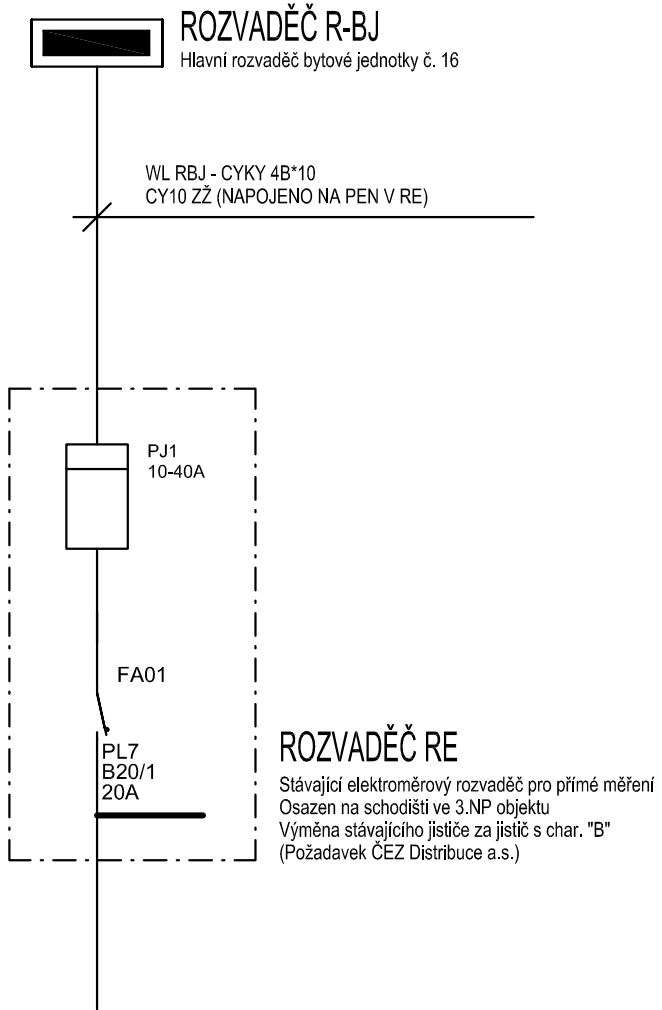 ROZVADĚČ R-BJ
Hlavní rozvaděč bytové jednotky č. 16
WL RBJ - CYKY 4B*10
CY10 ZŽ (NAPOJENO NA PEN V RE)
PJ1
10-40A
FA01
PL7
B20/1
20A
ROZVADĚČ RE
Stávající elektroměrový rozvaděč pro přímé měření
Osazen na schodišti ve 3.NP objektu
Výměna stávajícího jističe za jistič s char. "B"
(Požadavek ČEZ Distribuce a.s.)